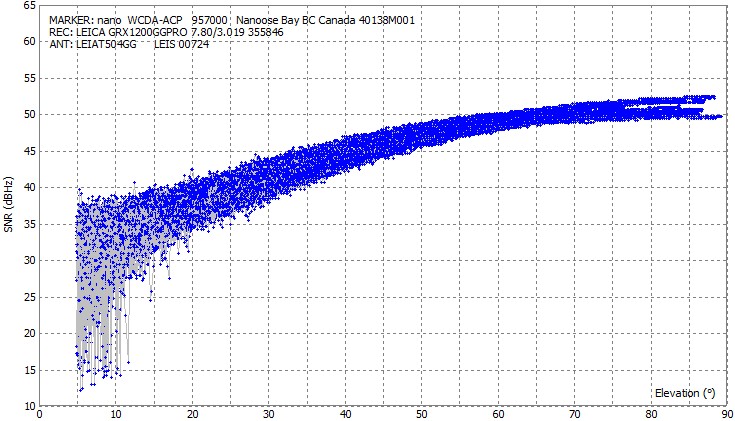 65
60
55
50
45
40
35
30
25
20
15
10
SNR (dBHz)
MARKER: nano WCDA-ACP 957000 Nanoose Bay BC Canada 40138M001
REC: LEICA GRX1200GGPRO 7.80/3.019 355846
ANT: LEIAT504GG LEIS 00724
Elevation (º)
0 10 20 30 40 50 60 70 80 90